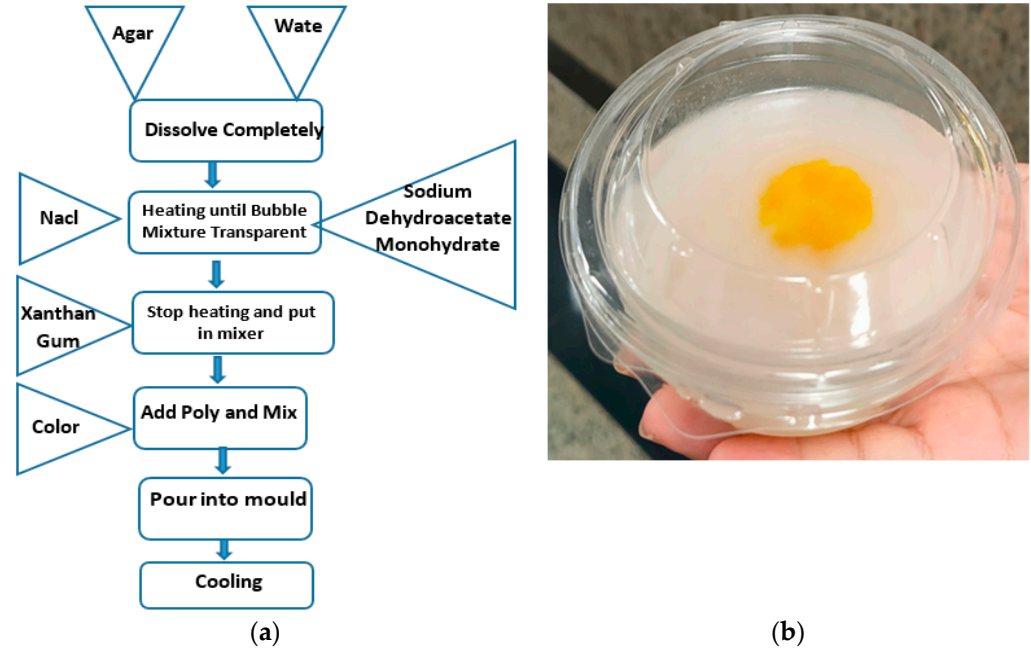 Agar
Wate
Dissolve Completely
Nacl
Heating until Bubble
Mixture Transparent
Sodium
Dehydroacetate
Monohydrate
Xanthan
Gum
Stop heating and put
in mixer
Color
Add Poly and Mix
Pour into mould
Cooling
(a)
(b)